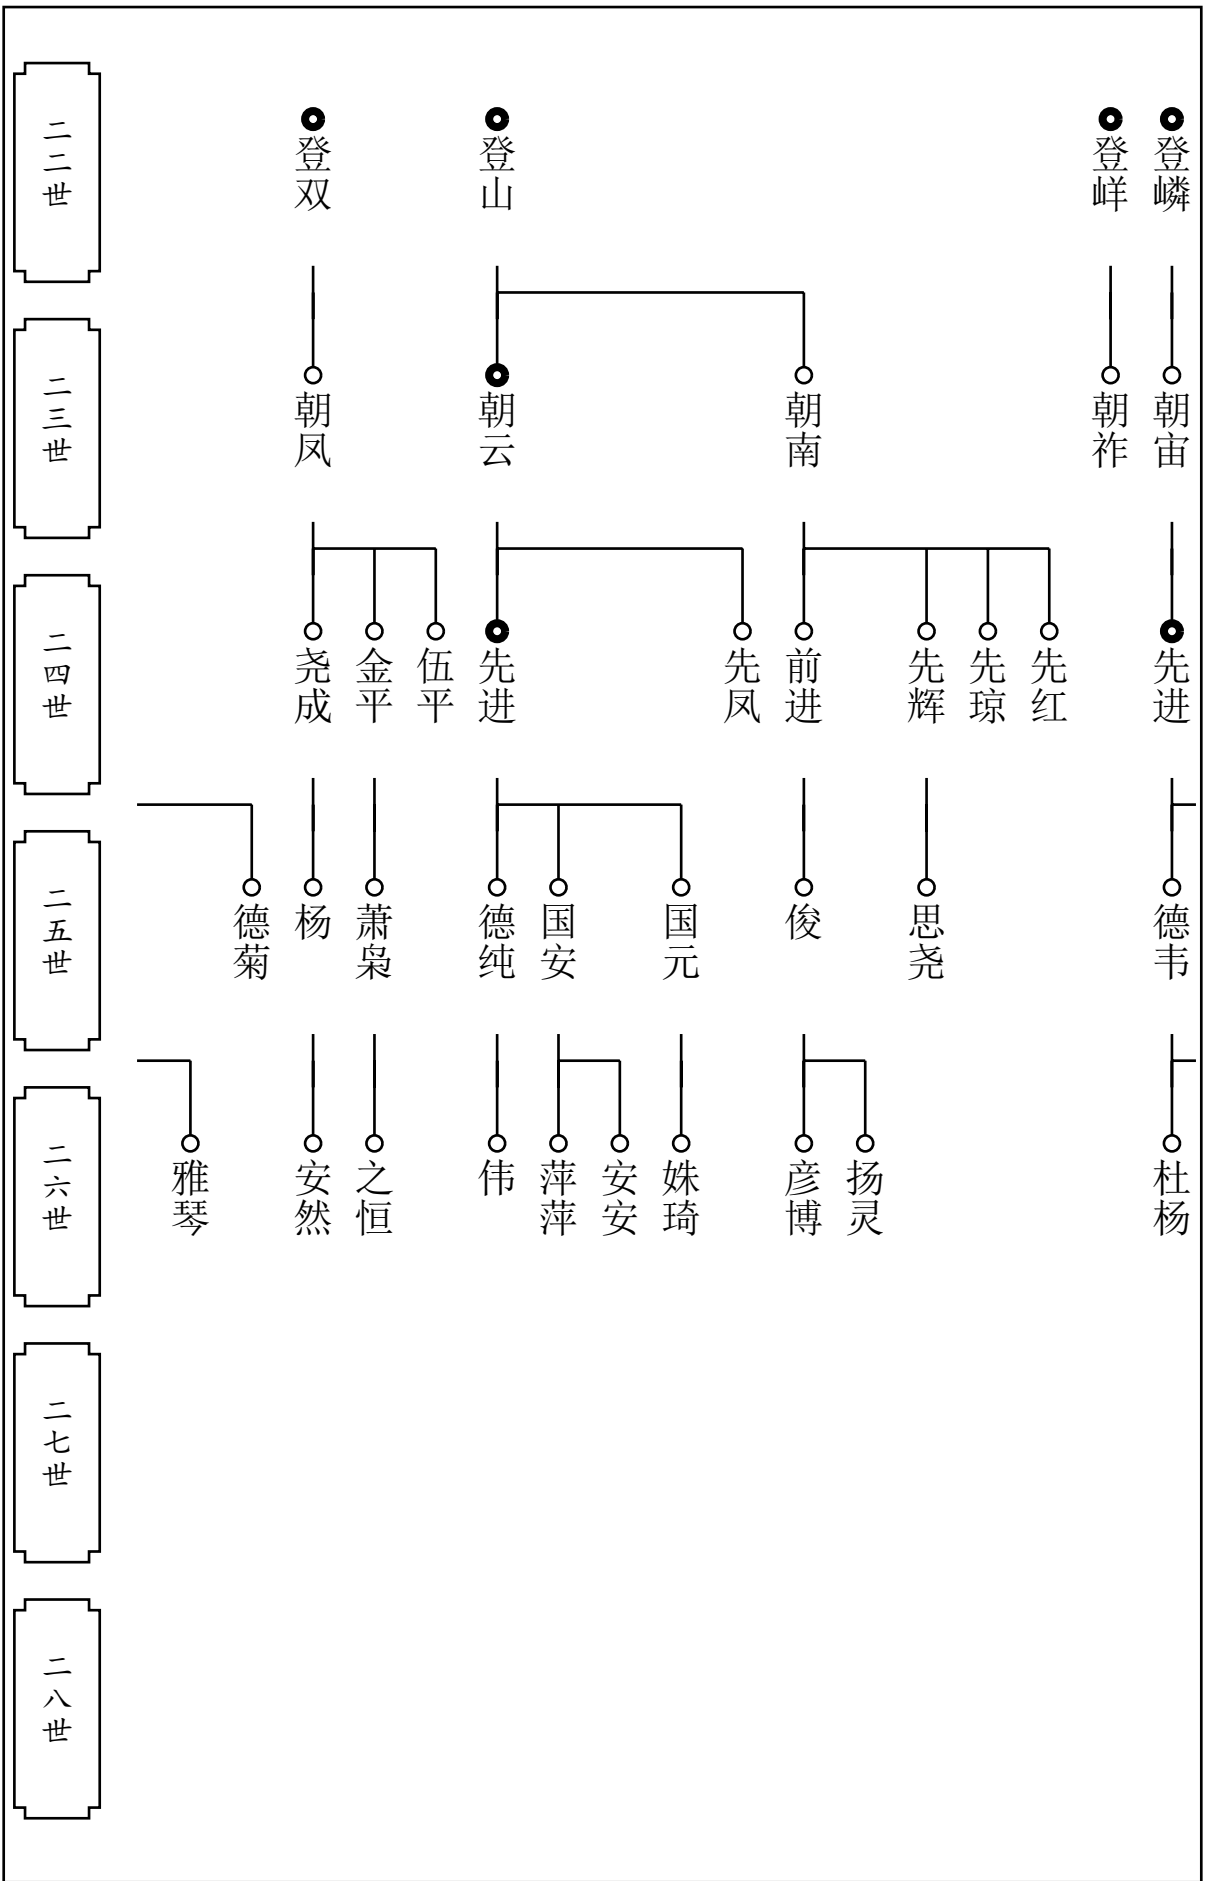 二二世
登双
登山
登崊
登嶙
二三世
朝凤
朝云
朝南
朝祚
朝宙
二四世
尧成
金平
伍平
先进
先凤
前进
先辉
先琼
先红
先进
二五世
德菊
杨
萧枭
德纯
国安
国元
俊
思尧
德韦
二六世
雅琴
安然
之恒
伟
萍萍
安安
姝琦
彦博
扬灵
杜杨
二七世
二八世